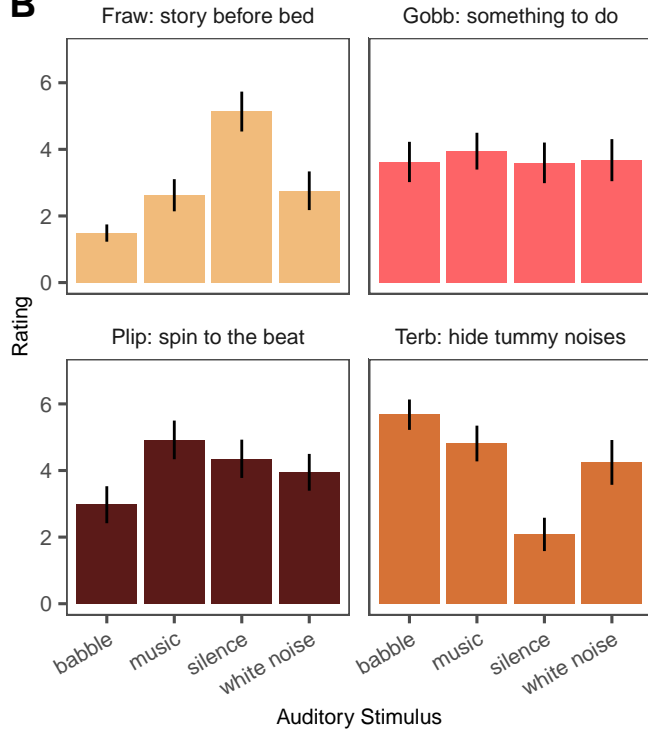 B
Fraw: story before bed
Gobb: something to do
6
4
2
0
Rating
Plip: spin to the beat
Terb: hide tummy noises
6
4
2
0
babble
music
silence
white noise
babble
music
silence
white noise
Auditory Stimulus